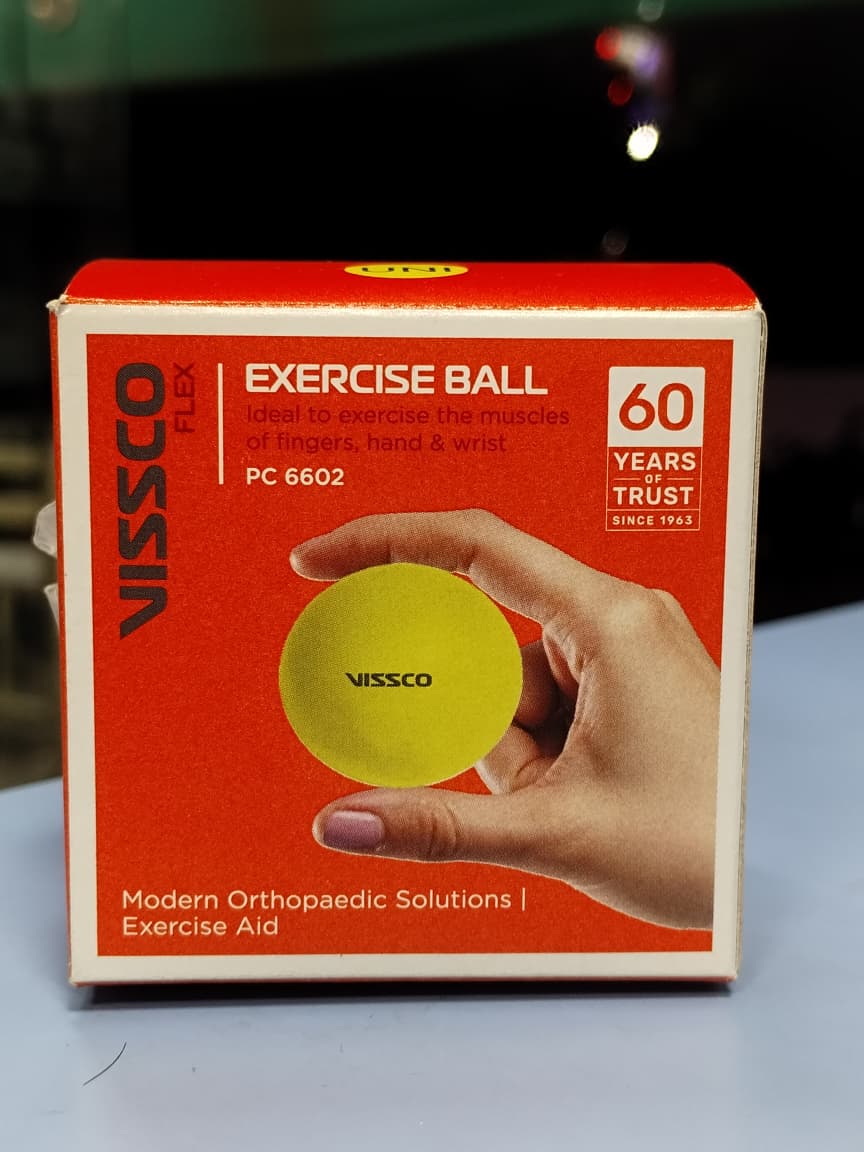 UNI
VISSCO
FLEX
EXERCISE BALL
Ideal to exercise the muscles
of fingers, hand & wrist
PC 6602
60
YEARS
OF
TRUST
SINCE 1963
VISSCO
Modern Orthopaedic Solutions |
Exercise Aid